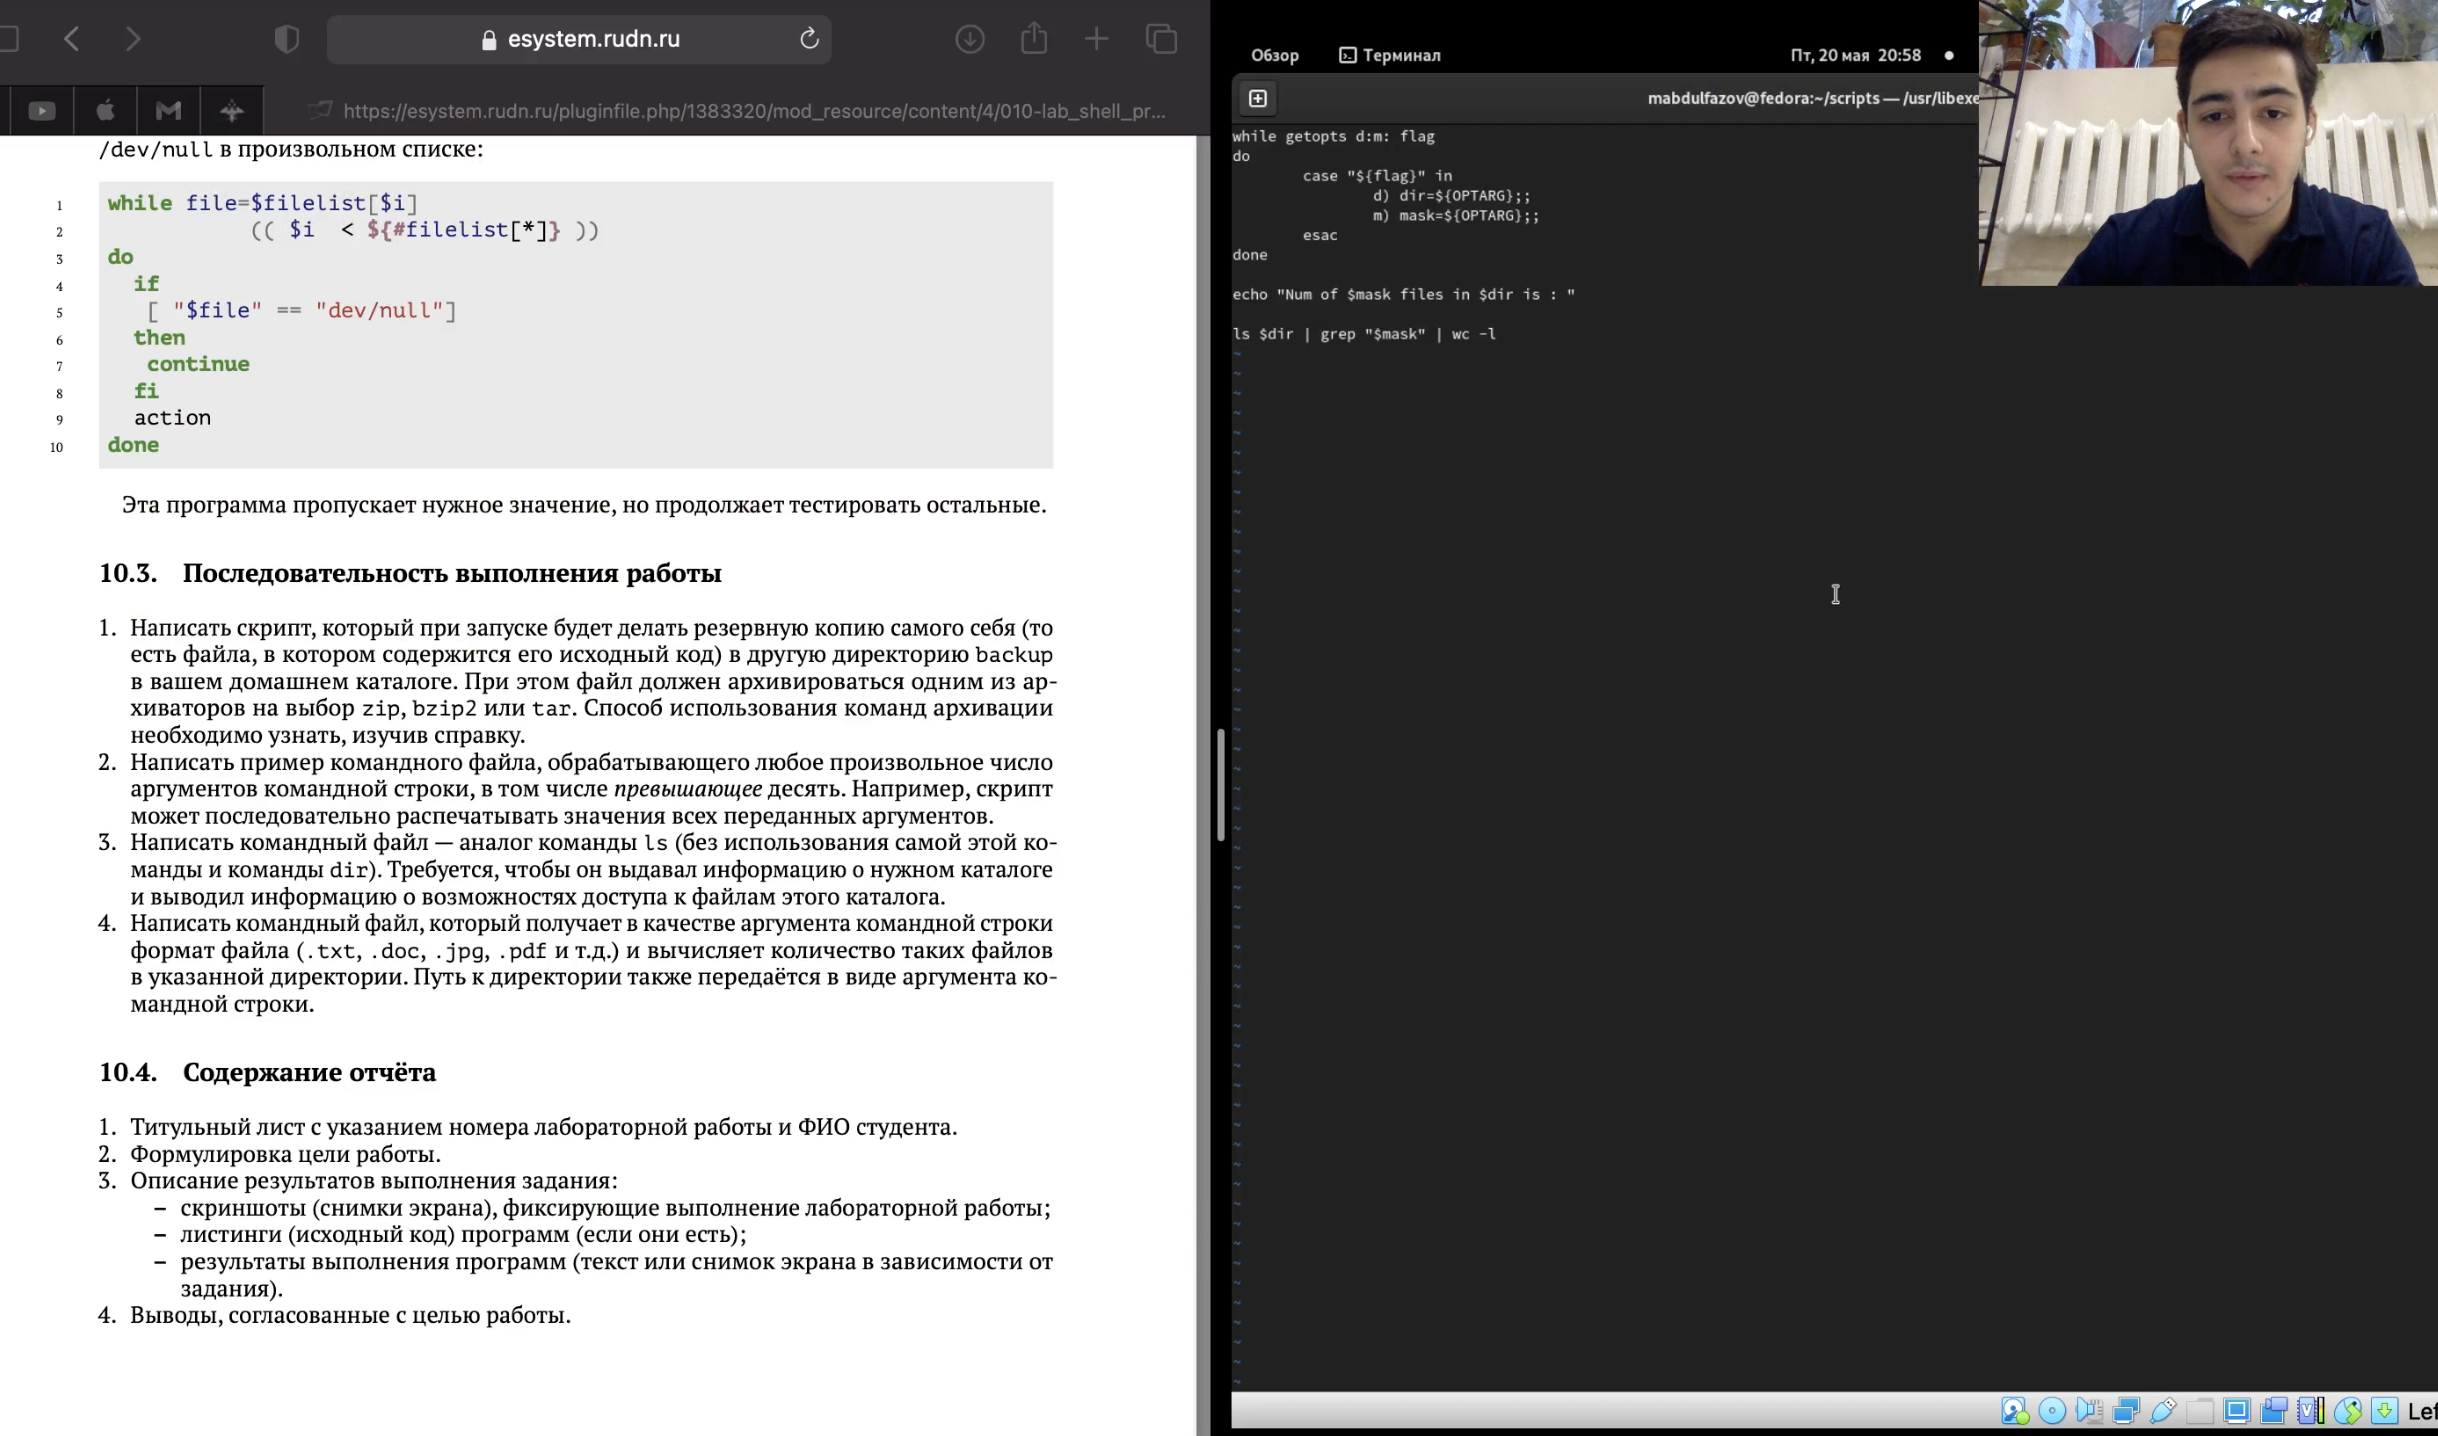 esystem.rudn.ru
https://esystem.rudn.ru/pluginfile.php/1383320/mod_resource/content/4/010-lab_shell_pr...
/dev/null в произвольном списке:
1 while file=$filelist[$i]
2 (( $i < ${#filelist[*]} ))
3 do
4 if
5 [ "$file" == "dev/null"]
6 then
7 continue
8 fi
9 action
10 done
Эта программа пропускает нужное значение, но продолжает тестировать остальные.
10.3. Последовательность выполнения работы
1. Написать скрипт, который при запуске будет делать резервную копию самого себя (то
есть файла, в котором содержится его исходный код) в другую директорию backup
в вашем домашнем каталоге. При этом файл должен архивироваться одним из ар-
хиваторов на выбор zip, bzip2 или tar. Способ использования команд архивации
необходимо узнать, изучив справку.
2. Написать пример командного файла, обрабатывающего любое произвольное число
аргументов командной строки, в том числе превышающее десять. Например, скрипт
может последовательно распечатывать значения всех переданных аргументов.
3. Написать командный файл — аналог команды ls (без использования самой этой ко-
манды и команды dir). Требуется, чтобы он выдавал информацию о нужном каталоге
и выводил информацию о возможностях доступа к файлам этого каталога.
4. Написать командный файл, который получает в качестве аргумента командной строки
формат файла (.txt, .doc, .jpg, .pdf и т.д.) и вычисляет количество таких файлов
в указанной директории. Путь к директории также передаётся в виде аргумента ко-
мандной строки.
10.4. Содержание отчёта
1. Титульный лист с указанием номера лабораторной работы и ФИО студента.
2. Формулировка цели работы.
3. Описание результатов выполнения задания:
– скриншоты (снимки экрана), фиксирующие выполнение лабораторной работы;
– листинги (исходный код) программ (если они есть);
– результаты выполнения программ (текст или снимок экрана в зависимости от
задания).
4. Выводы, согласованные с целью работы.
Обзор Терминал Пт, 20 мая 20:58
mabdulfazov@fedora:~/scripts — /usr/libexe
while getopts d:m: flag
do
case "${flag}" in
d) dir=${OPTARG};;
m) mask=${OPTARG};;
esac
done
echo "Num of $mask files in $dir is : "
ls $dir | grep "$mask" | wc -l
Lef